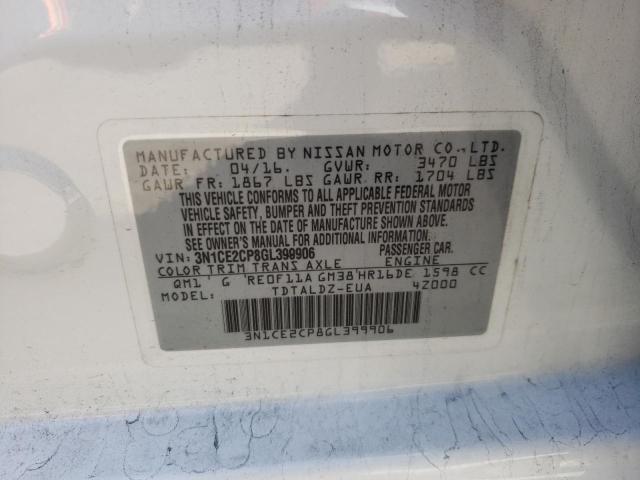 MANUFACTURED BY NISSAN MOTOR CO., LTD.
DATE: 04/16. GVWR: 3470 LBS
GAWR FR: 1867 LBS GAWR RR: 1704 LBS
THIS VEHICLE CONFORMS TO ALL APPLICABLE FEDERAL MOTOR
VEHICLE SAFETY, BUMPER AND THEFT PREVENTION STANDARDS
IN EFFECT ON THE DATE OF MANUFACTURE SHOWN ABOVE.
SEE OWNER'S MANUAL FOR ADDITIONAL INFORMATION.
VIN: 3N1CE2CP8GL399906 PASSENGER CAR.
COLOR TRIM TRANS AXLE ENGINE
QM1 G RE0F11A GM38 HR16DE 1598 CC
MODEL: TDTALDZ-EUA 4Z000
3N1CE2CP8GL399906